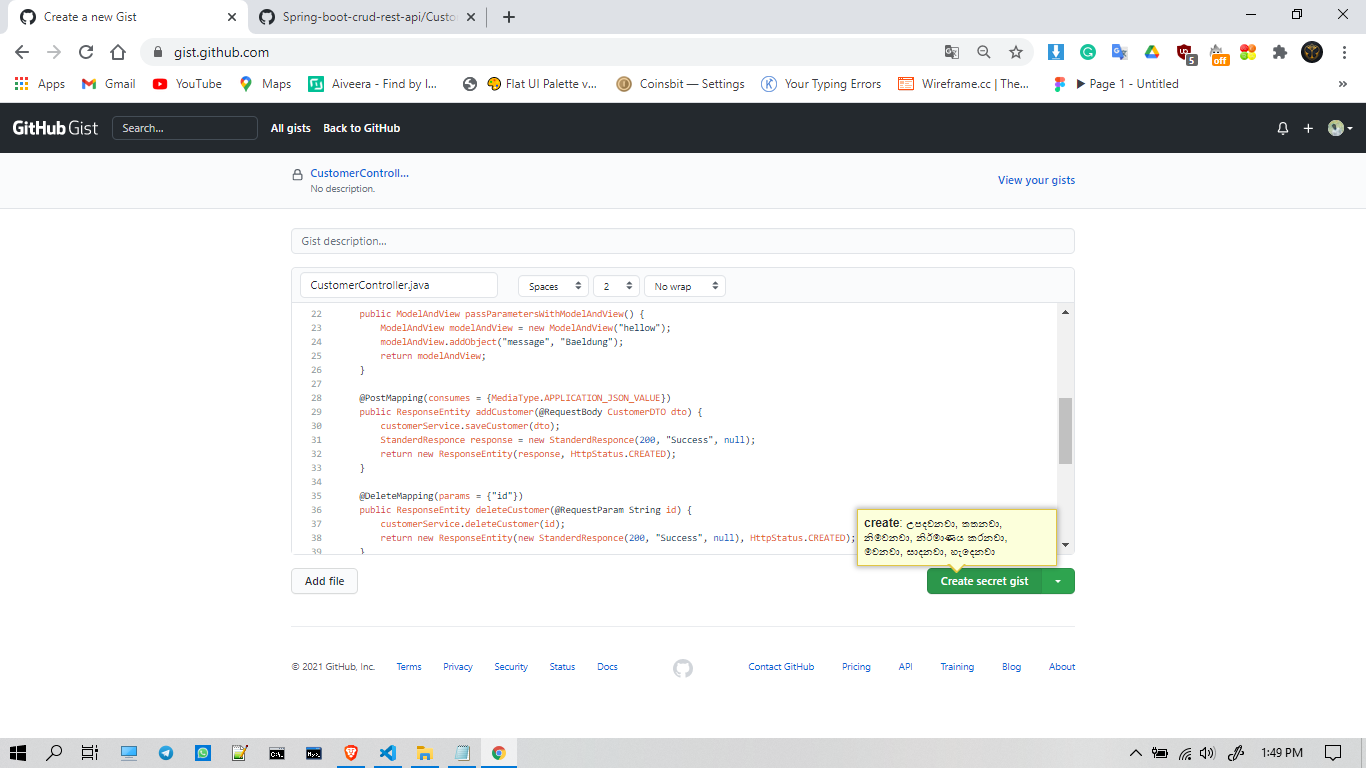 Create a new Gist
Spring-boot-crud-rest-api/Custo
gist.github.com
5
off
Apps
Gmail
YouTube
Maps
Aiveera - Find by I...
Flat UI Palette v...
Coinsbit — Settings
Your Typing Errors
Wireframe.cc | The...
Page 1 - Untitled
»
GitHub Gist
Search...
All gists
Back to GitHub
CustomerControll...
No description.
View your gists
Gist description...
CustomerController.java
Spaces
2
No wrap
22 public ModelAndView passParametersWithModelAndView() {
23 ModelAndView modelAndView = new ModelAndView("hellow");
24 modelAndView.addObject("message", "Baeldung");
25 return modelAndView;
26 }
27
28 @PostMapping(consumes = {MediaType.APPLICATION_JSON_VALUE})
29 public ResponseEntity addCustomer(@RequestBody CustomerDTO dto) {
30 customerService.saveCustomer(dto);
31 StanderdResponce response = new StanderdResponce(200, "Success", null);
32 return new ResponseEntity(response, HttpStatus.CREATED);
33 }
34
35 @DeleteMapping(params = {"id"})
36 public ResponseEntity deleteCustomer(@RequestParam String id) {
37 customerService.deleteCustomer(id);
38 return new ResponseEntity(new StanderdResponce(200, "Success", null), HttpStatus.CREATED);
39 }
create: උපදවනවා, තතනවා,
නිමවනවා, නිර්මාණය කරනවා,
මවනවා, සාදනවා, හැදෙනවා
Add file
Create secret gist
© 2021 GitHub, Inc.
Terms
Privacy
Security
Status
Docs
Contact GitHub
Pricing
API
Training
Blog
About
1:49 PM